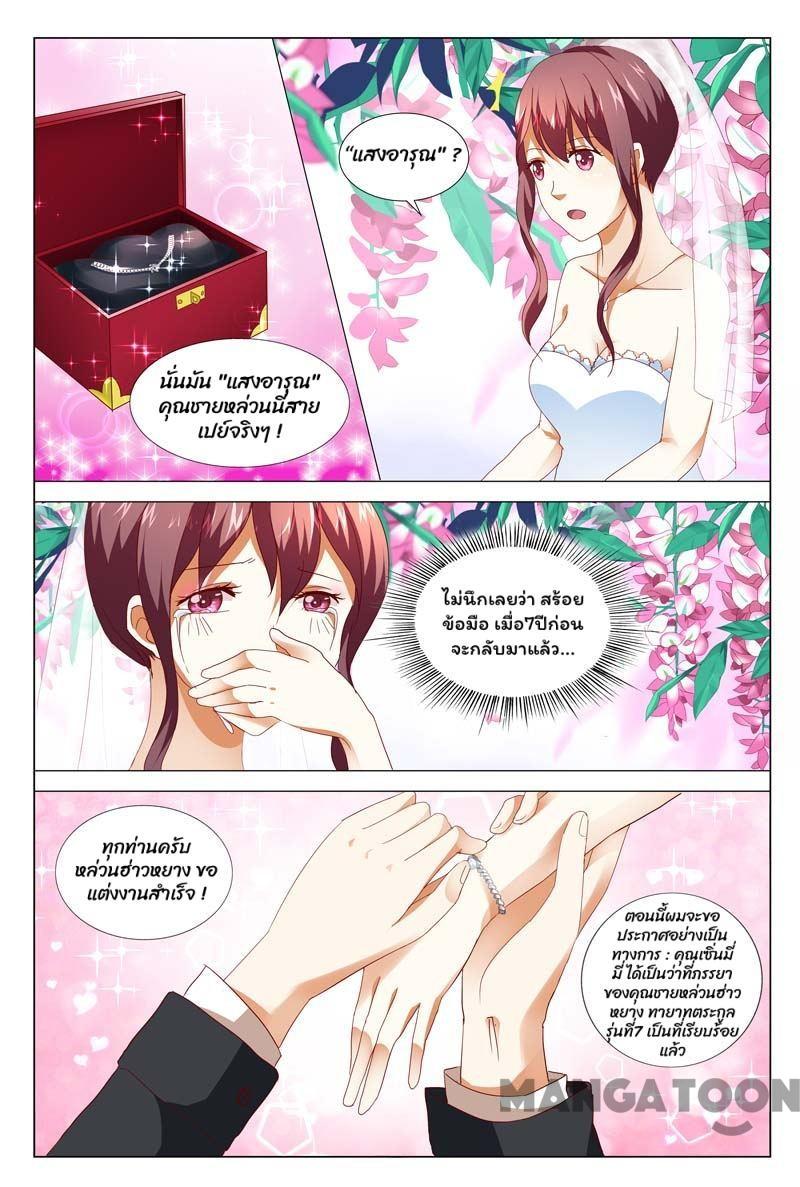 นั่นมัน "แสงอารุณ"
คุณชายหล่วนนี่สาย
เปย์จริงๆ !
"แสงอารุณ" ?
ไม่นึกเลยว่า สร้อย
ข้อมือ เมื่อ7ปีก่อน
จะกลับมาแล้ว...
ทุกท่านครับ
หล่วนฮ่าวหยาง ขอ
แต่งงานสำเร็จ !
ตอนนี้ผมจะขอ
ประกาศอย่างเป็น
ทางการ : คุณเซิ่นมี่
มี่ ได้เป็นว่าที่ภรรยา
ของคุณชายหล่วนฮ่าว
หยาง ทายาทตระกูล
รุ่นที่7 เป็นที่เรียบร้อย
แล้ว
MANGATOON